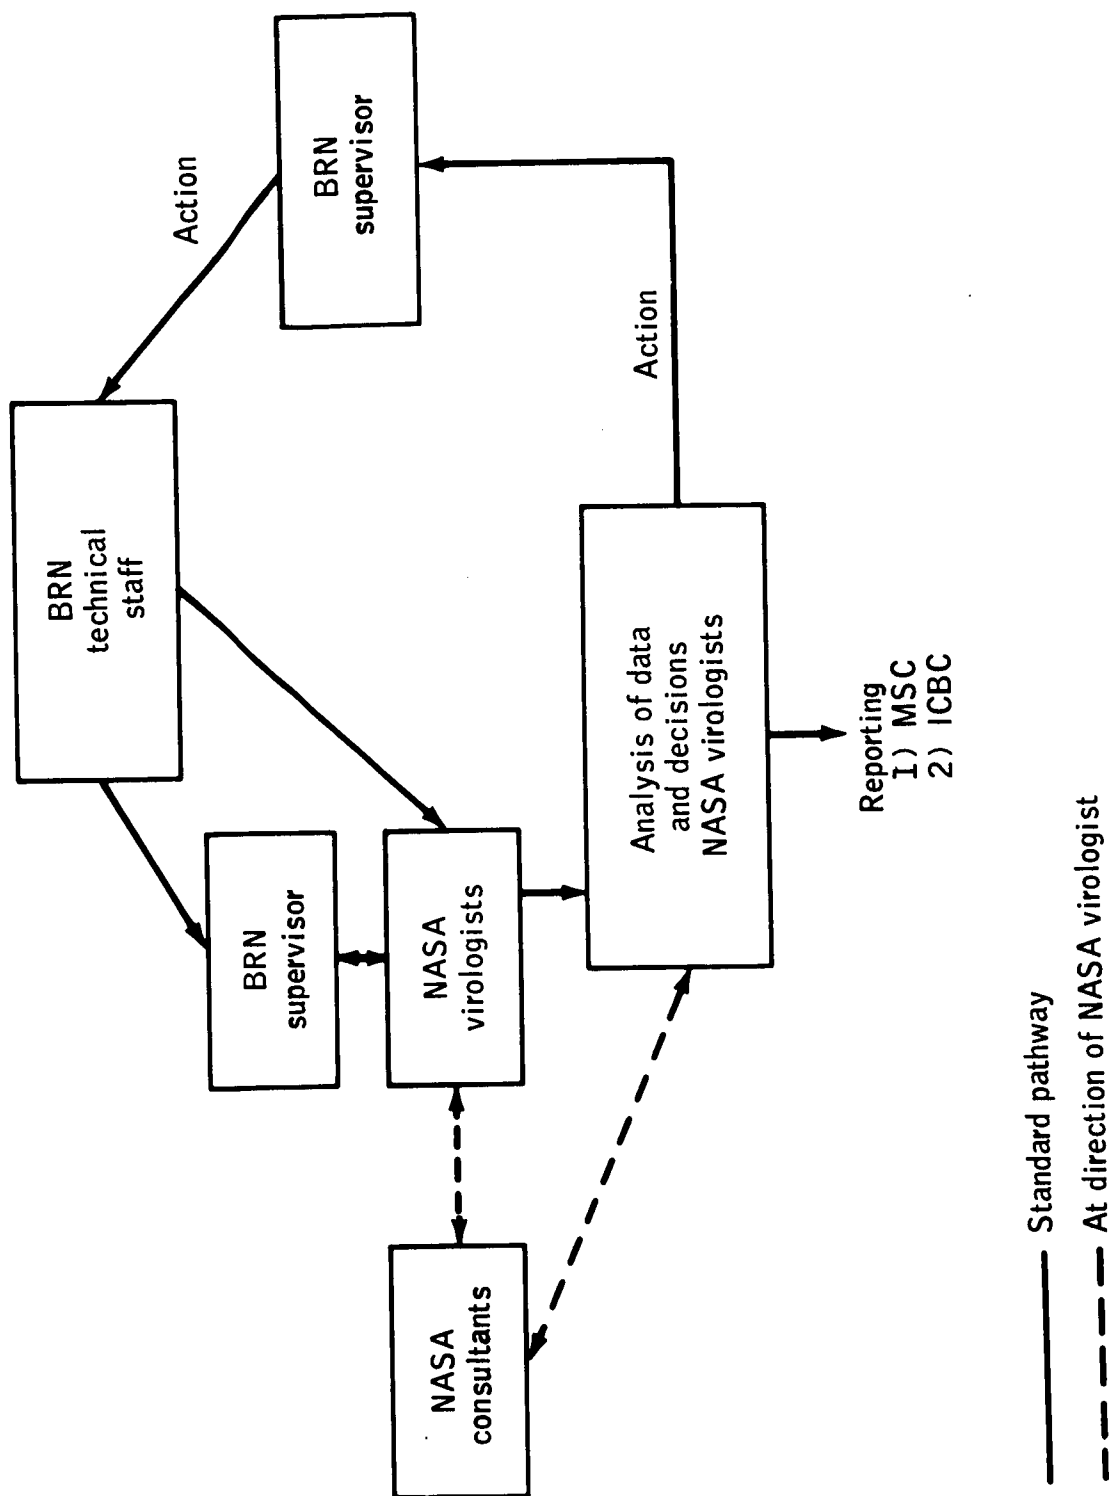 BRN
technical
staff
Action
BRN
supervisor
BRN
supervisor
NASA
virologists
NASA
consultants
Action
Analysis of data
and decisions
NASA virologists
Reporting
1) MSC
2) ICBC
Standard pathway
At direction of NASA virologist